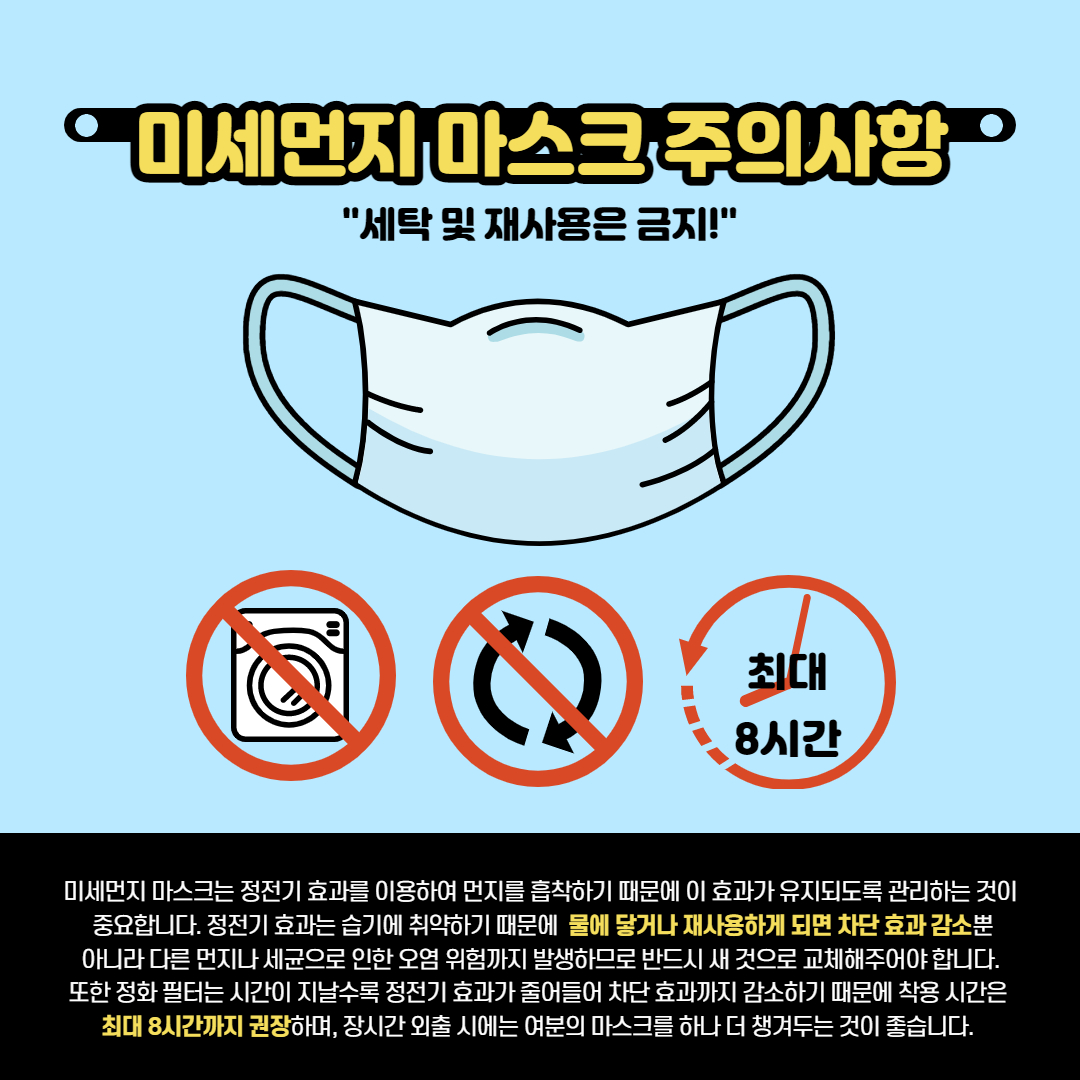 미세먼지 마스크 주의사항
"세탁 및 재사용은 금지!"
최대
8시간
미세먼지 마스크는 정전기 효과를 이용하여 먼지를 흡착하기 때문에 이 효과가 유지되도록 관리하는 것이
중요합니다. 정전기 효과는 습기에 취약하기 때문에 물에 닿거나 재사용하게 되면 차단 효과 감소뿐
아니라 다른 먼지나 세균으로 인한 오염 위험까지 발생하므로 반드시 새 것으로 교체해주어야 합니다.
또한 정화 필터는 시간이 지날수록 정전기 효과가 줄어들어 차단 효과까지 감소하기 때문에 착용 시간은
최대 8시간까지 권장하며, 장시간 외출 시에는 여분의 마스크를 하나 더 챙겨두는 것이 좋습니다.